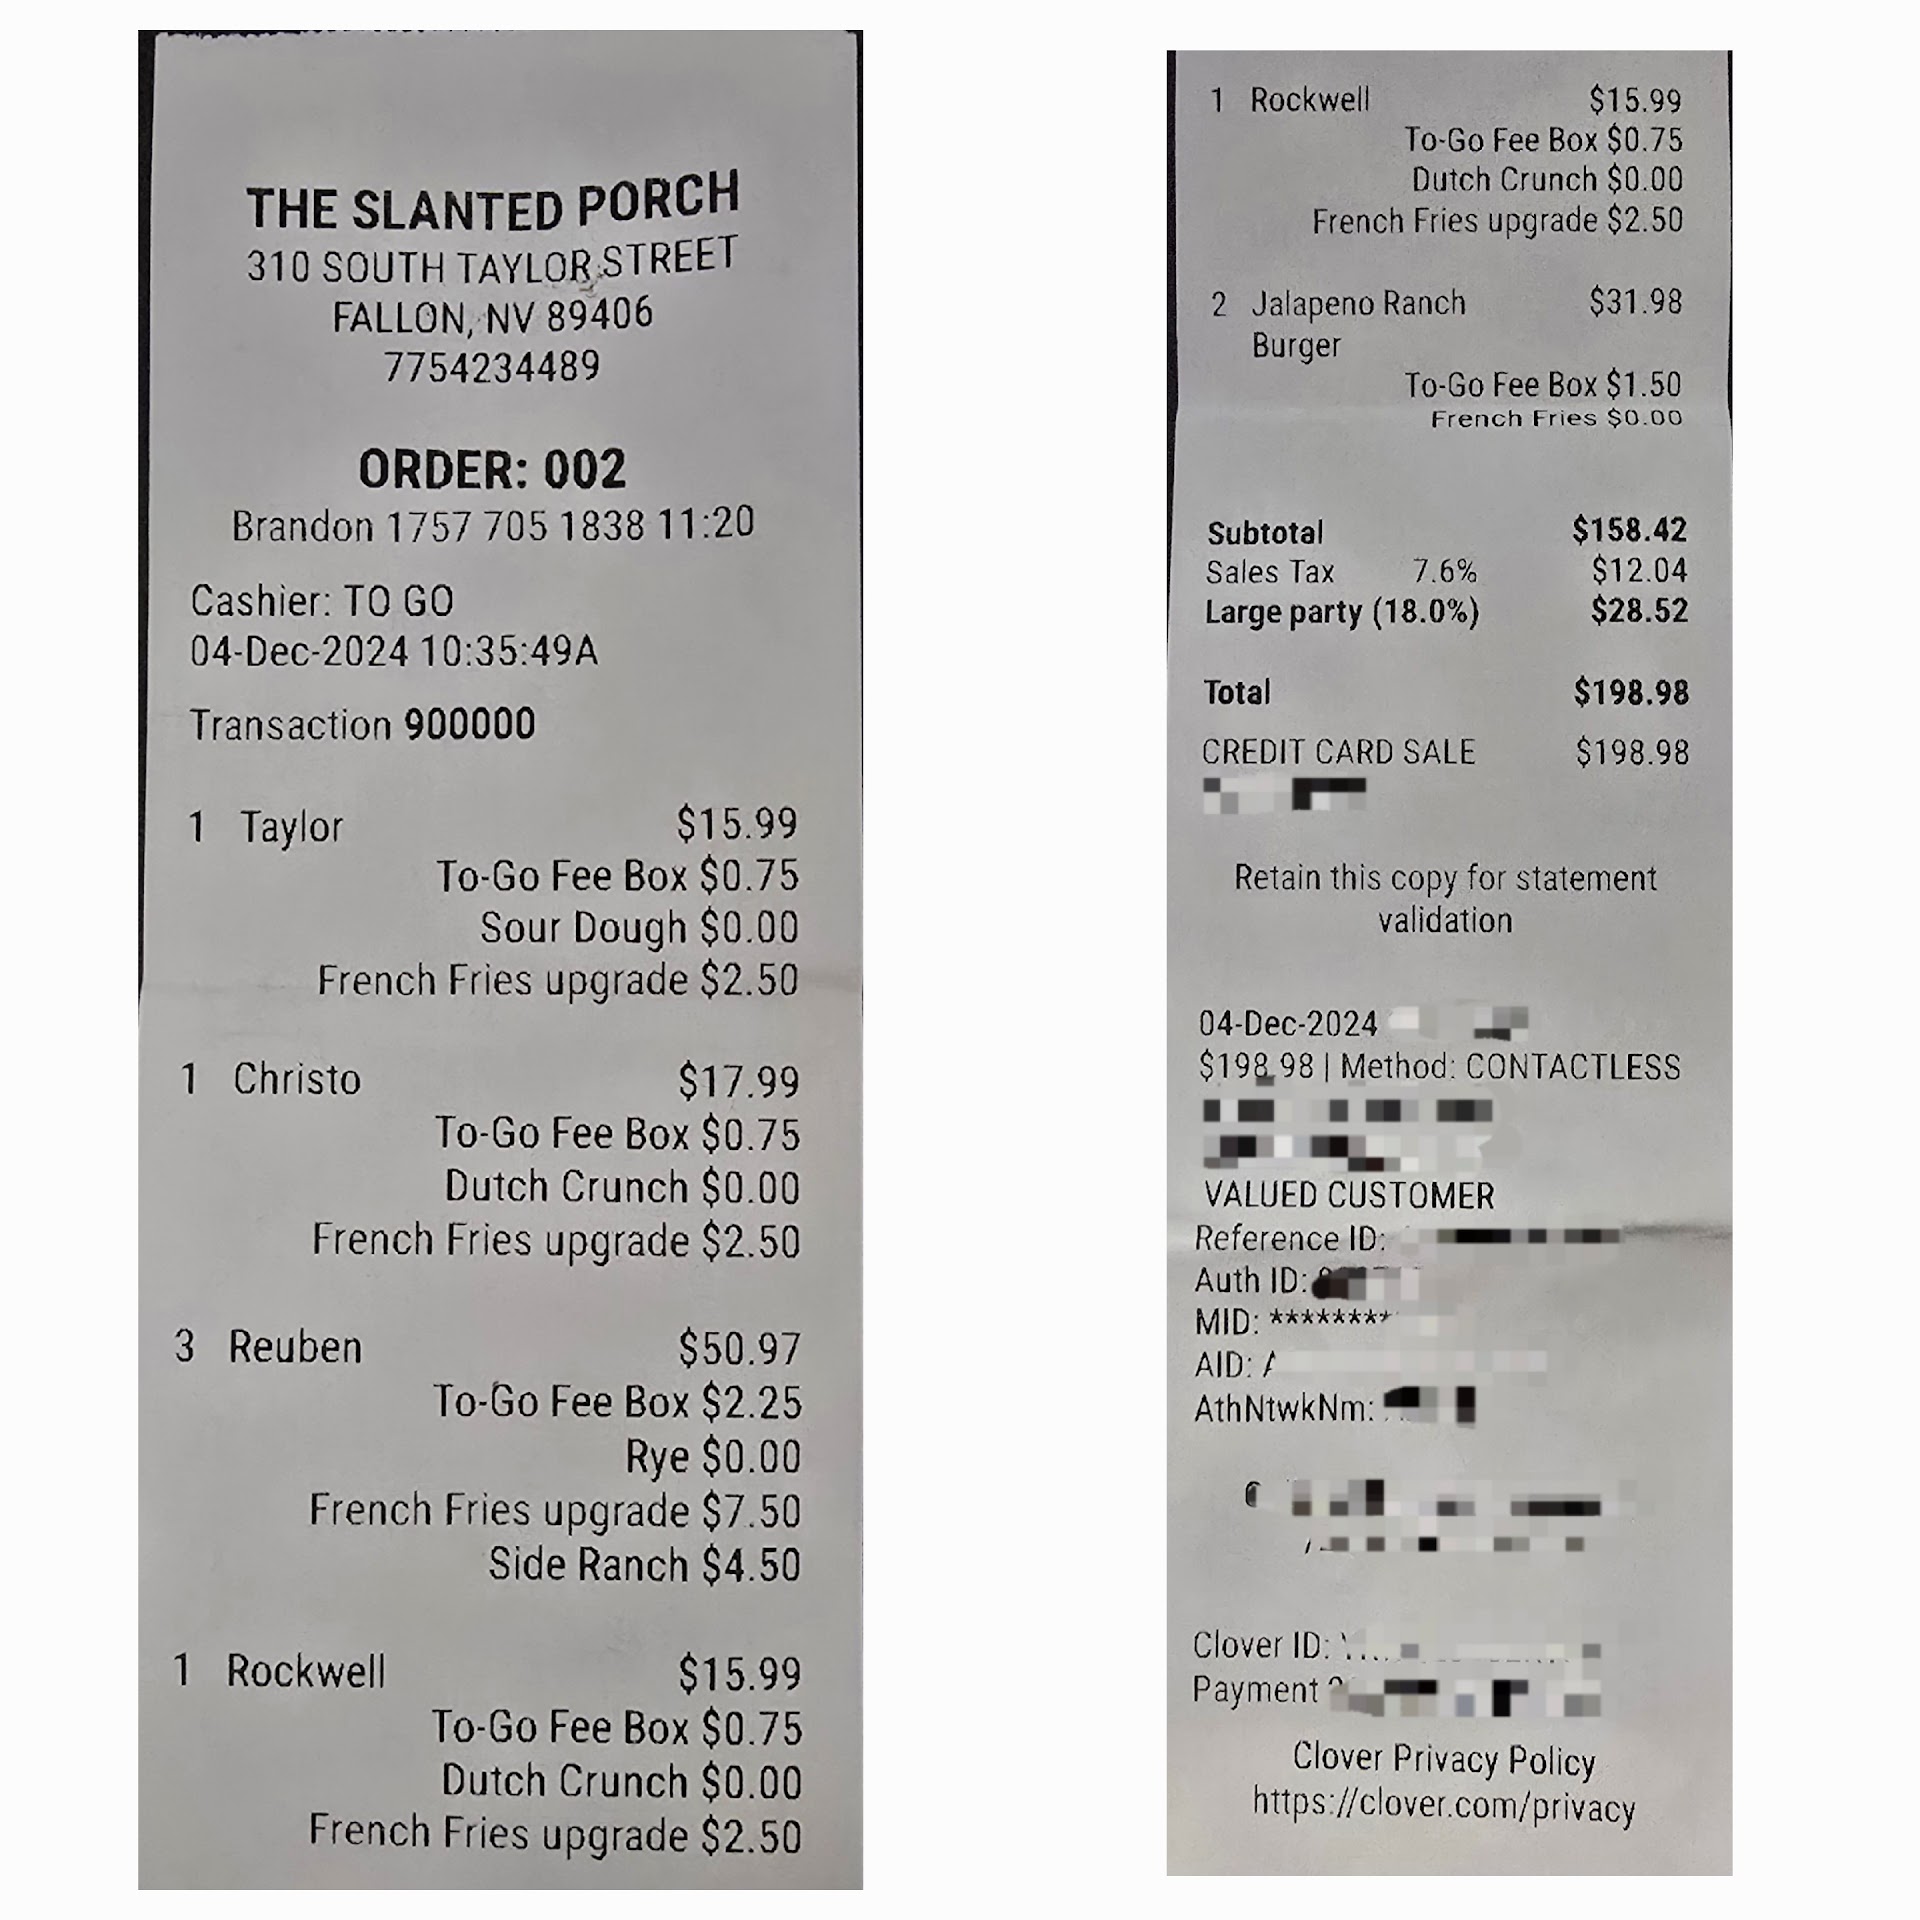 THE SLANTED PORCH
310 SOUTH TAYLOR STREET
FALLON, NV 89406
7754234489
ORDER: 002
Brandon 1757 705 1838 11:20
Cashier: TO GO
04-Dec-2024 10:35:49A
Transaction 900000
1 Taylor $15.99
To-Go Fee Box $0.75
Sour Dough $0.00
French Fries upgrade $2.50
1 Christo $17.99
To-Go Fee Box $0.75
Dutch Crunch $0.00
French Fries upgrade $2.50
3 Reuben $50.97
To-Go Fee Box $2.25
Rye $0.00
French Fries upgrade $7.50
Side Ranch $4.50
1 Rockwell $15.99
To-Go Fee Box $0.75
Dutch Crunch $0.00
French Fries upgrade $2.50
1 Rockwell $15.99
To-Go Fee Box $0.75
Dutch Crunch $0.00
French Fries upgrade $2.50
2 Jalapeno Ranch $31.98
Burger
To-Go Fee Box $1.50
French Fries $0.00
Subtotal $158.42
Sales Tax 7.6% $12.04
Large party (18.0%) $28.52
Total $198.98
CREDIT CARD SALE $198.98
Retain this copy for statement
validation
04-Dec-2024
$198.98 | Method: CONTACTLESS
VALUED CUSTOMER
Reference ID:
Auth ID:
MID: ********
AID:
AthNtwkNm:
Clover ID:
Payment
Clover Privacy Policy
https://clover.com/privacy